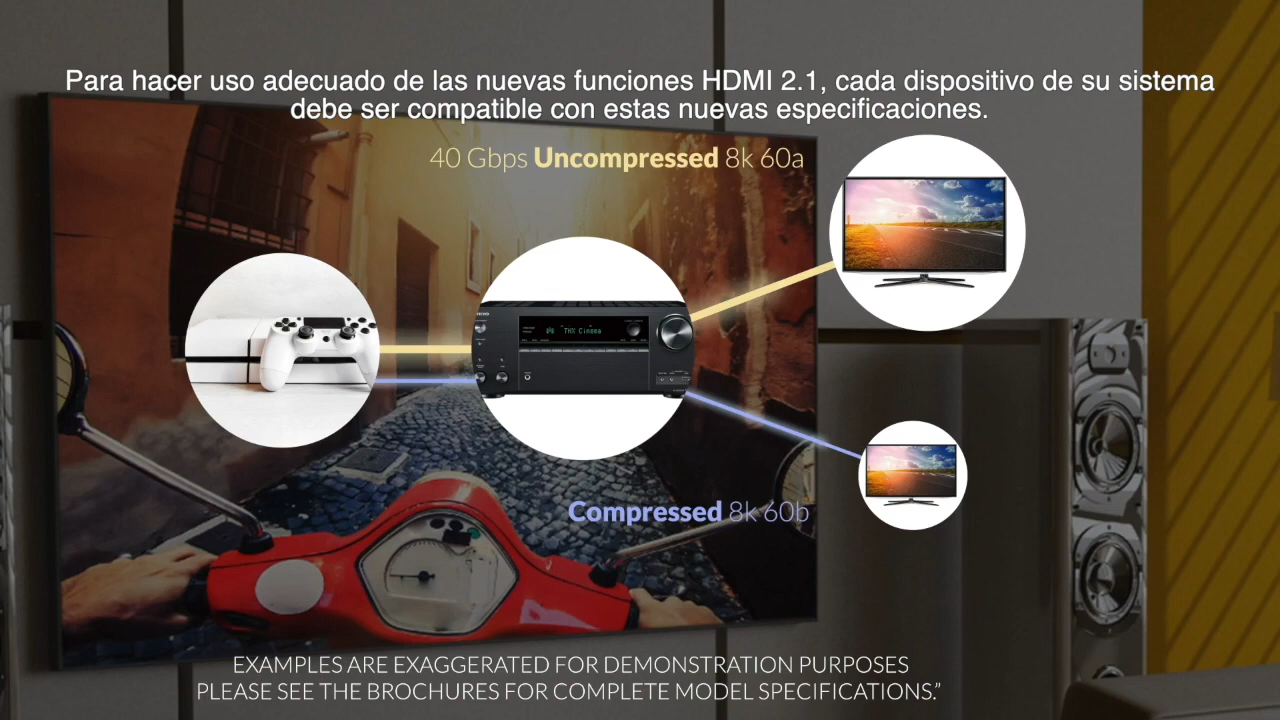 Para hacer uso adecuado de las nuevas funciones HDMI 2.1, cada dispositivo de su sistema
debe ser compatible con estas nuevas especificaciones.
40 Gbps Uncompressed 8k 60a
THX Cinema
Compressed 8k 60b
EXAMPLES ARE EXAGGERATED FOR DEMONSTRATION PURPOSES
PLEASE SEE THE BROCHURES FOR COMPLETE MODEL SPECIFICATIONS.”